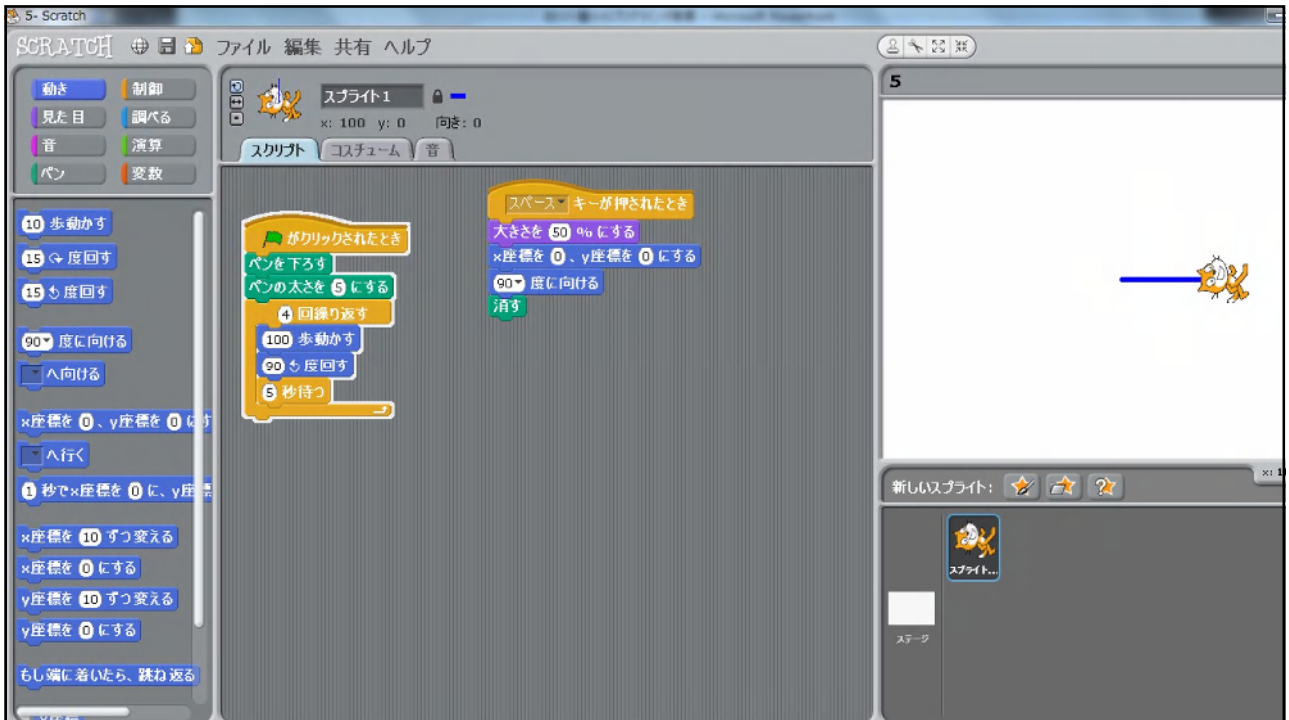 5- Scratch
SCRATCH ファイル 編集 共有 ヘルプ
動き 制御
見た目 調べる
音 演算
ペン 変数
スプライト1
x: 100 y: 0 向き: 0
スクリプト コスチューム 音
10 歩動かす
15 度回す
15 度回す
90 度に向ける
へ向ける
x座標を 0 、y座標を 0 にす
へ行く
1 秒でx座標を 0 に、y座標
x座標を 10 ずつ変える
x座標を 0 にする
y座標を 10 ずつ変える
y座標を 0 にする
もし端に着いたら、跳ね返る
がクリックされたとき
ペンを下ろす
ペンの太さを 5 にする
4 回繰り返す
100 歩動かす
90 度回す
5 秒待つ
スペース キーが押されたとき
大きさを 50 % にする
x座標を 0 、y座標を 0 にする
90 度に向ける
消す
5
新しいスプライト:
スプライト...
ステージ